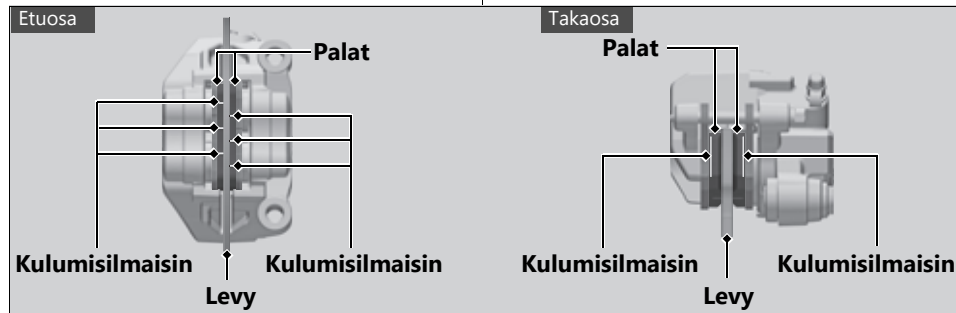 Etuosa
Palat
Kulumisilmaisin
Kulumisilmaisin
Levy
Takaosa
Palat
Kulumisilmaisin
Kulumisilmaisin
Levy